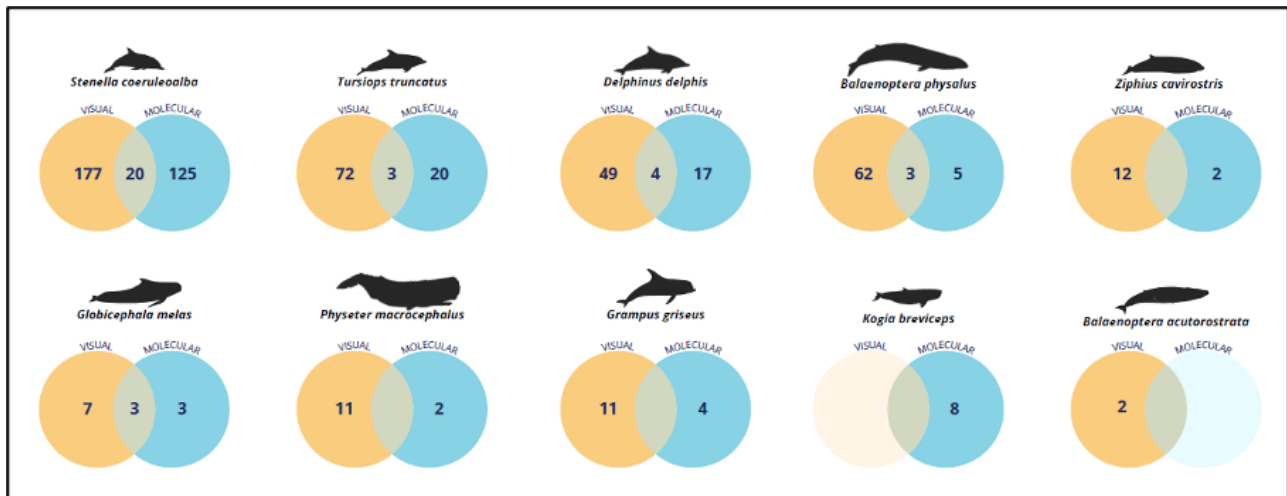 Stenella coeruleoalba
VISUAL MOLECULAR
177 20 125
Tursiops truncatus
VISUAL MOLECULAR
72 3 20
Delphinus delphis
VISUAL MOLECULAR
49 4 17
Balaenoptera physalus
VISUAL MOLECULAR
62 3 5
Ziphius cavirostris
VISUAL MOLECULAR
12 2
Globicephala melas
VISUAL MOLECULAR
7 3 3
Physeter macrocephalus
VISUAL MOLECULAR
11 2
Grampus griseus
VISUAL MOLECULAR
11 4
Kogia breviceps
VISUAL MOLECULAR
8
Balaenoptera acutorostrata
VISUAL MOLECULAR
2